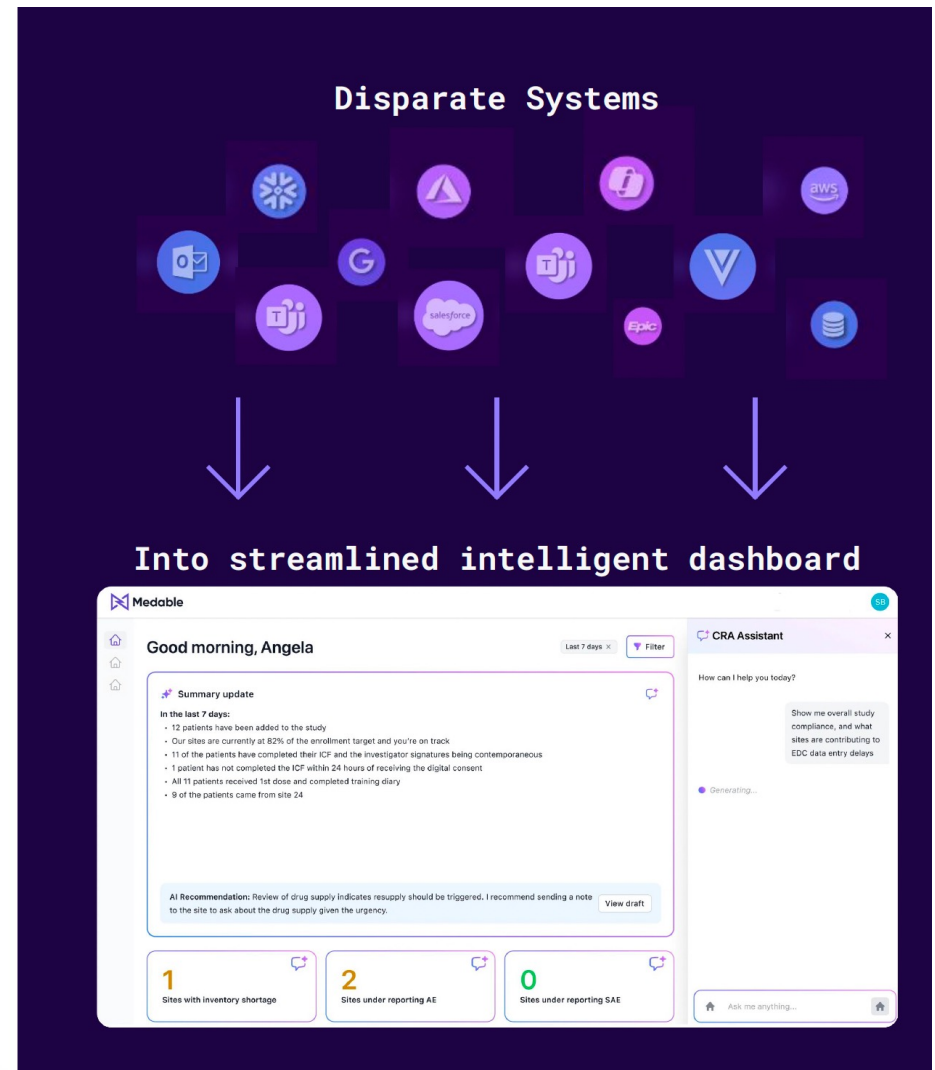 Disparate Systems
aws
O
G
T
T
salesforce
Epic
Into streamlined intelligent dashboard
Medable
SB
Good morning, Angela
Last 7 days ×
Filter
CRA Assistant
×
Summary update
In the last 7 days:
• 12 patients have been added to the study
• Our sites are currently at 82% of the enrollment target and you're on track
• 11 of the patients have completed their ICF and the investigator signatures being contemporaneous
• 1 patient has not completed the ICF within 24 hours of receiving the digital consent
• All 11 patients received 1st dose and completed training diary
• 9 of the patients came from site 24
AI Recommendation: Review of drug supply indicates resupply should be triggered. I recommend sending a note
to the site to ask about the drug supply given the urgency.
View draft
1
Sites with inventory shortage
2
Sites under reporting AE
0
Sites under reporting SAE
How can I help you today?
Show me overall study
compliance, and what
sites are contributing to
EDC data entry delays
Generating...
Ask me anything...